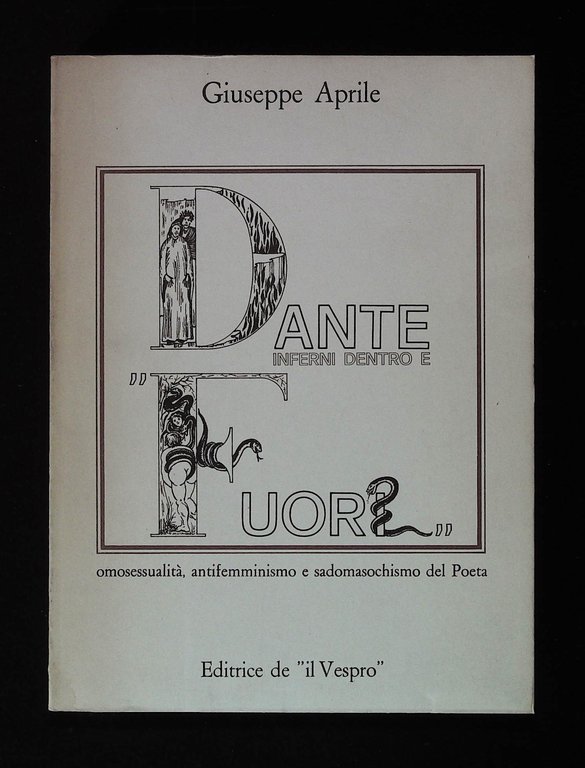 Giuseppe Aprile
DANTE
INFERNI DENTRO E
"FUORI"
omosessualità, antifemminismo e sadomasochismo del Poeta
Editrice de "il Vespro"